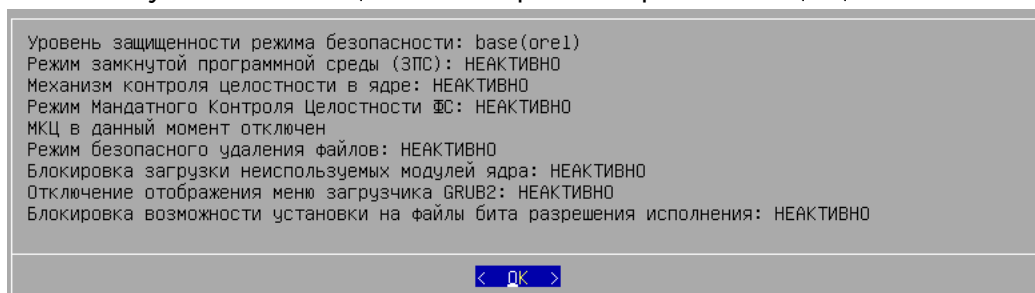 Уровень защищенности режима безопасности: base(orel)
Режим замкнутой программной среды (ЗПС): НЕАКТИВНО
Механизм контроля целостности в ядре: НЕАКТИВНО
Режим Мандатного Контроля Целостности ФС: НЕАКТИВНО
МКЦ в данный момент отключен
Режим безопасного удаления файлов: НЕАКТИВНО
Блокировка загрузки неиспользуемых модулей ядра: НЕАКТИВНО
Отключение отображения меню загрузчика GRUB2: НЕАКТИВНО
Блокировка возможности установки на файлы бита разрешения исполнения: НЕАКТИВНО
< OK >